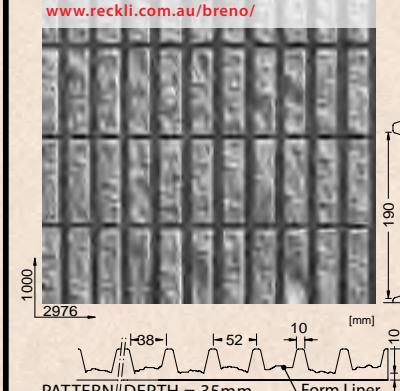 www.reckli.com.au/breno/
190
1000
2976
[mm]
38
52
10
10
PATTERN DEPTH = 35mm
Form Liner